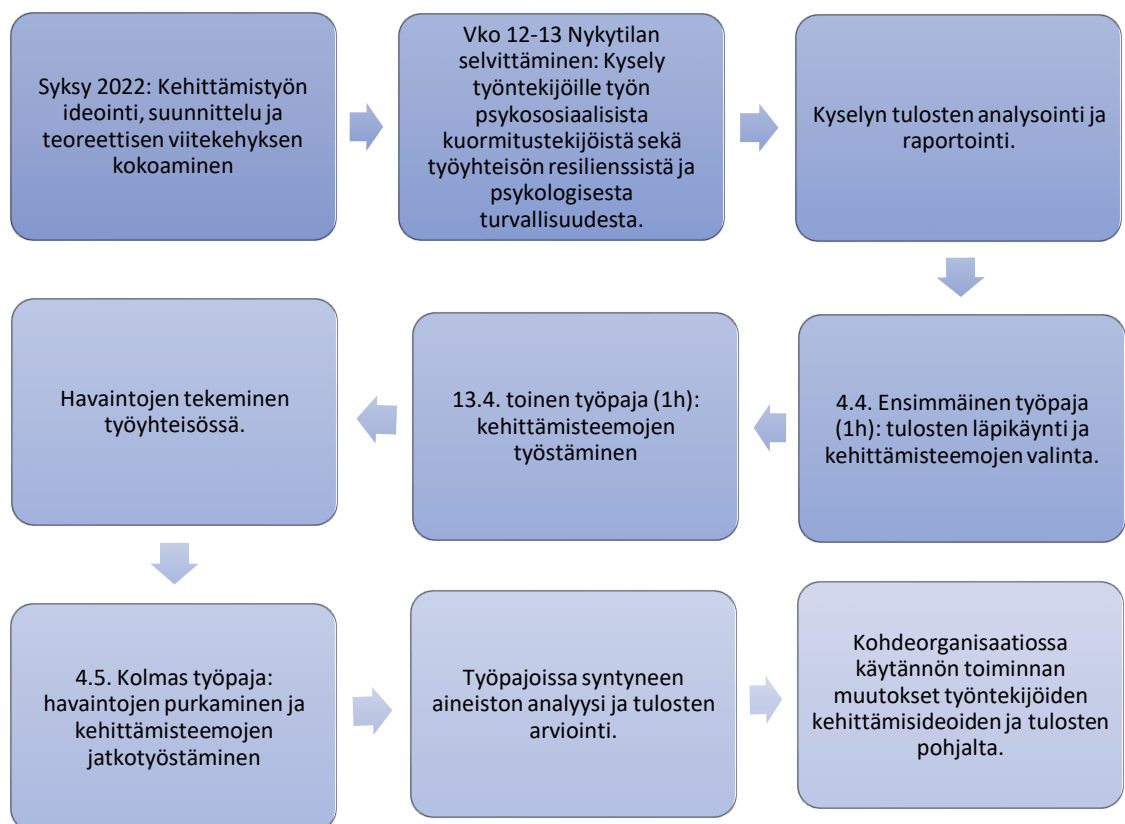 Syksy 2022: Kehittämistyön
ideointi, suunnittelu ja
teoreettisen viitekehyksen
kokoaminen
Vko 12-13 Nykytilan
selvittäminen: Kysely
työntekijöille työn
psykososiaalisista
kuormitustekijöistä sekä
työyhteisön resilienssistä ja
psykologisesta
turvallisuudesta.
Kyselyn tulosten analysointi ja
raportointi.
4.4. Ensimmäinen työpaja
(1h): tulosten läpikäynti ja
kehittämisteemojen valinta.
13.4. toinen työpaja (1h):
kehittämisteemojen
työstäminen
Havaintojen tekeminen
työyhteisössä.
4.5. Kolmas työpaja:
havaintojen purkaminen ja
kehittämisteemojen
jatkotyöstäminen
Työpajoissa syntyneen
aineiston analyysi ja tulosten
arviointi.
Kohdeorganisaatiossa
käytännön toiminnan
muutokset työntekijöiden
kehittämisideoiden ja tulosten
pohjalta.